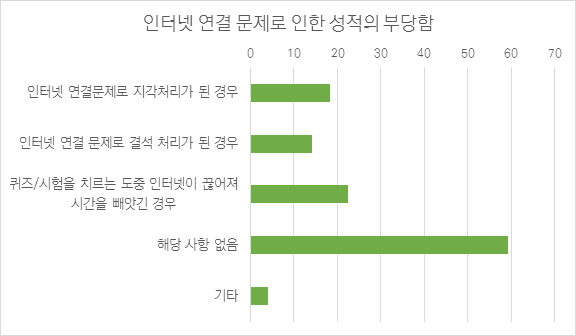 인터넷 연결 문제로 인한 성적의 부당함
0 10 20 30 40 50 60 70
인터넷 연결문제로 지각처리가 된 경우
인터넷 연결 문제로 결석 처리가 된 경우
퀴즈/시험을 치르는 도중 인터넷이 끊어져
시간을 빼앗긴 경우
해당 사항 없음
기타